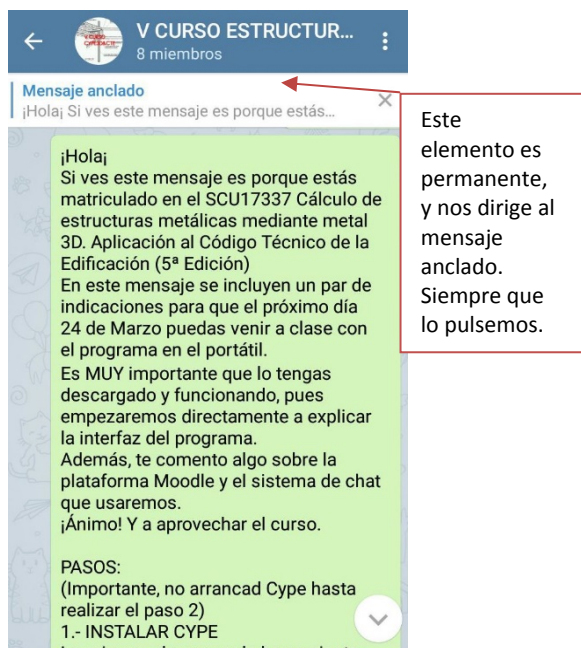 V CURSO ESTRUCTUR...
8 miembros
Mensaje anclado
¡Hola¡ Si ves este mensaje es porque estás...
¡Hola¡
Si ves este mensaje es porque estás
matriculado en el SCU17337 Cálculo de
estructuras metálicas mediante metal
3D. Aplicación al Código Técnico de la
Edificación (5ª Edición)
En este mensaje se incluyen un par de
indicaciones para que el próximo día
24 de Marzo puedas venir a clase con
el programa en el portátil.
Es MUY importante que lo tengas
descargado y funcionando, pues
empezaremos directamente a explicar
la interfaz del programa.
Además, te comento algo sobre la
plataforma Moodle y el sistema de chat
que usaremos.
¡Ánimo! Y a aprovechar el curso.
PASOS:
(Importante, no arrancad Cype hasta
realizar el paso 2)
1.- INSTALAR CYPE
Este
elemento es
permanente,
y nos dirige al
mensaje
anclado.
Siempre que
lo pulsemos.